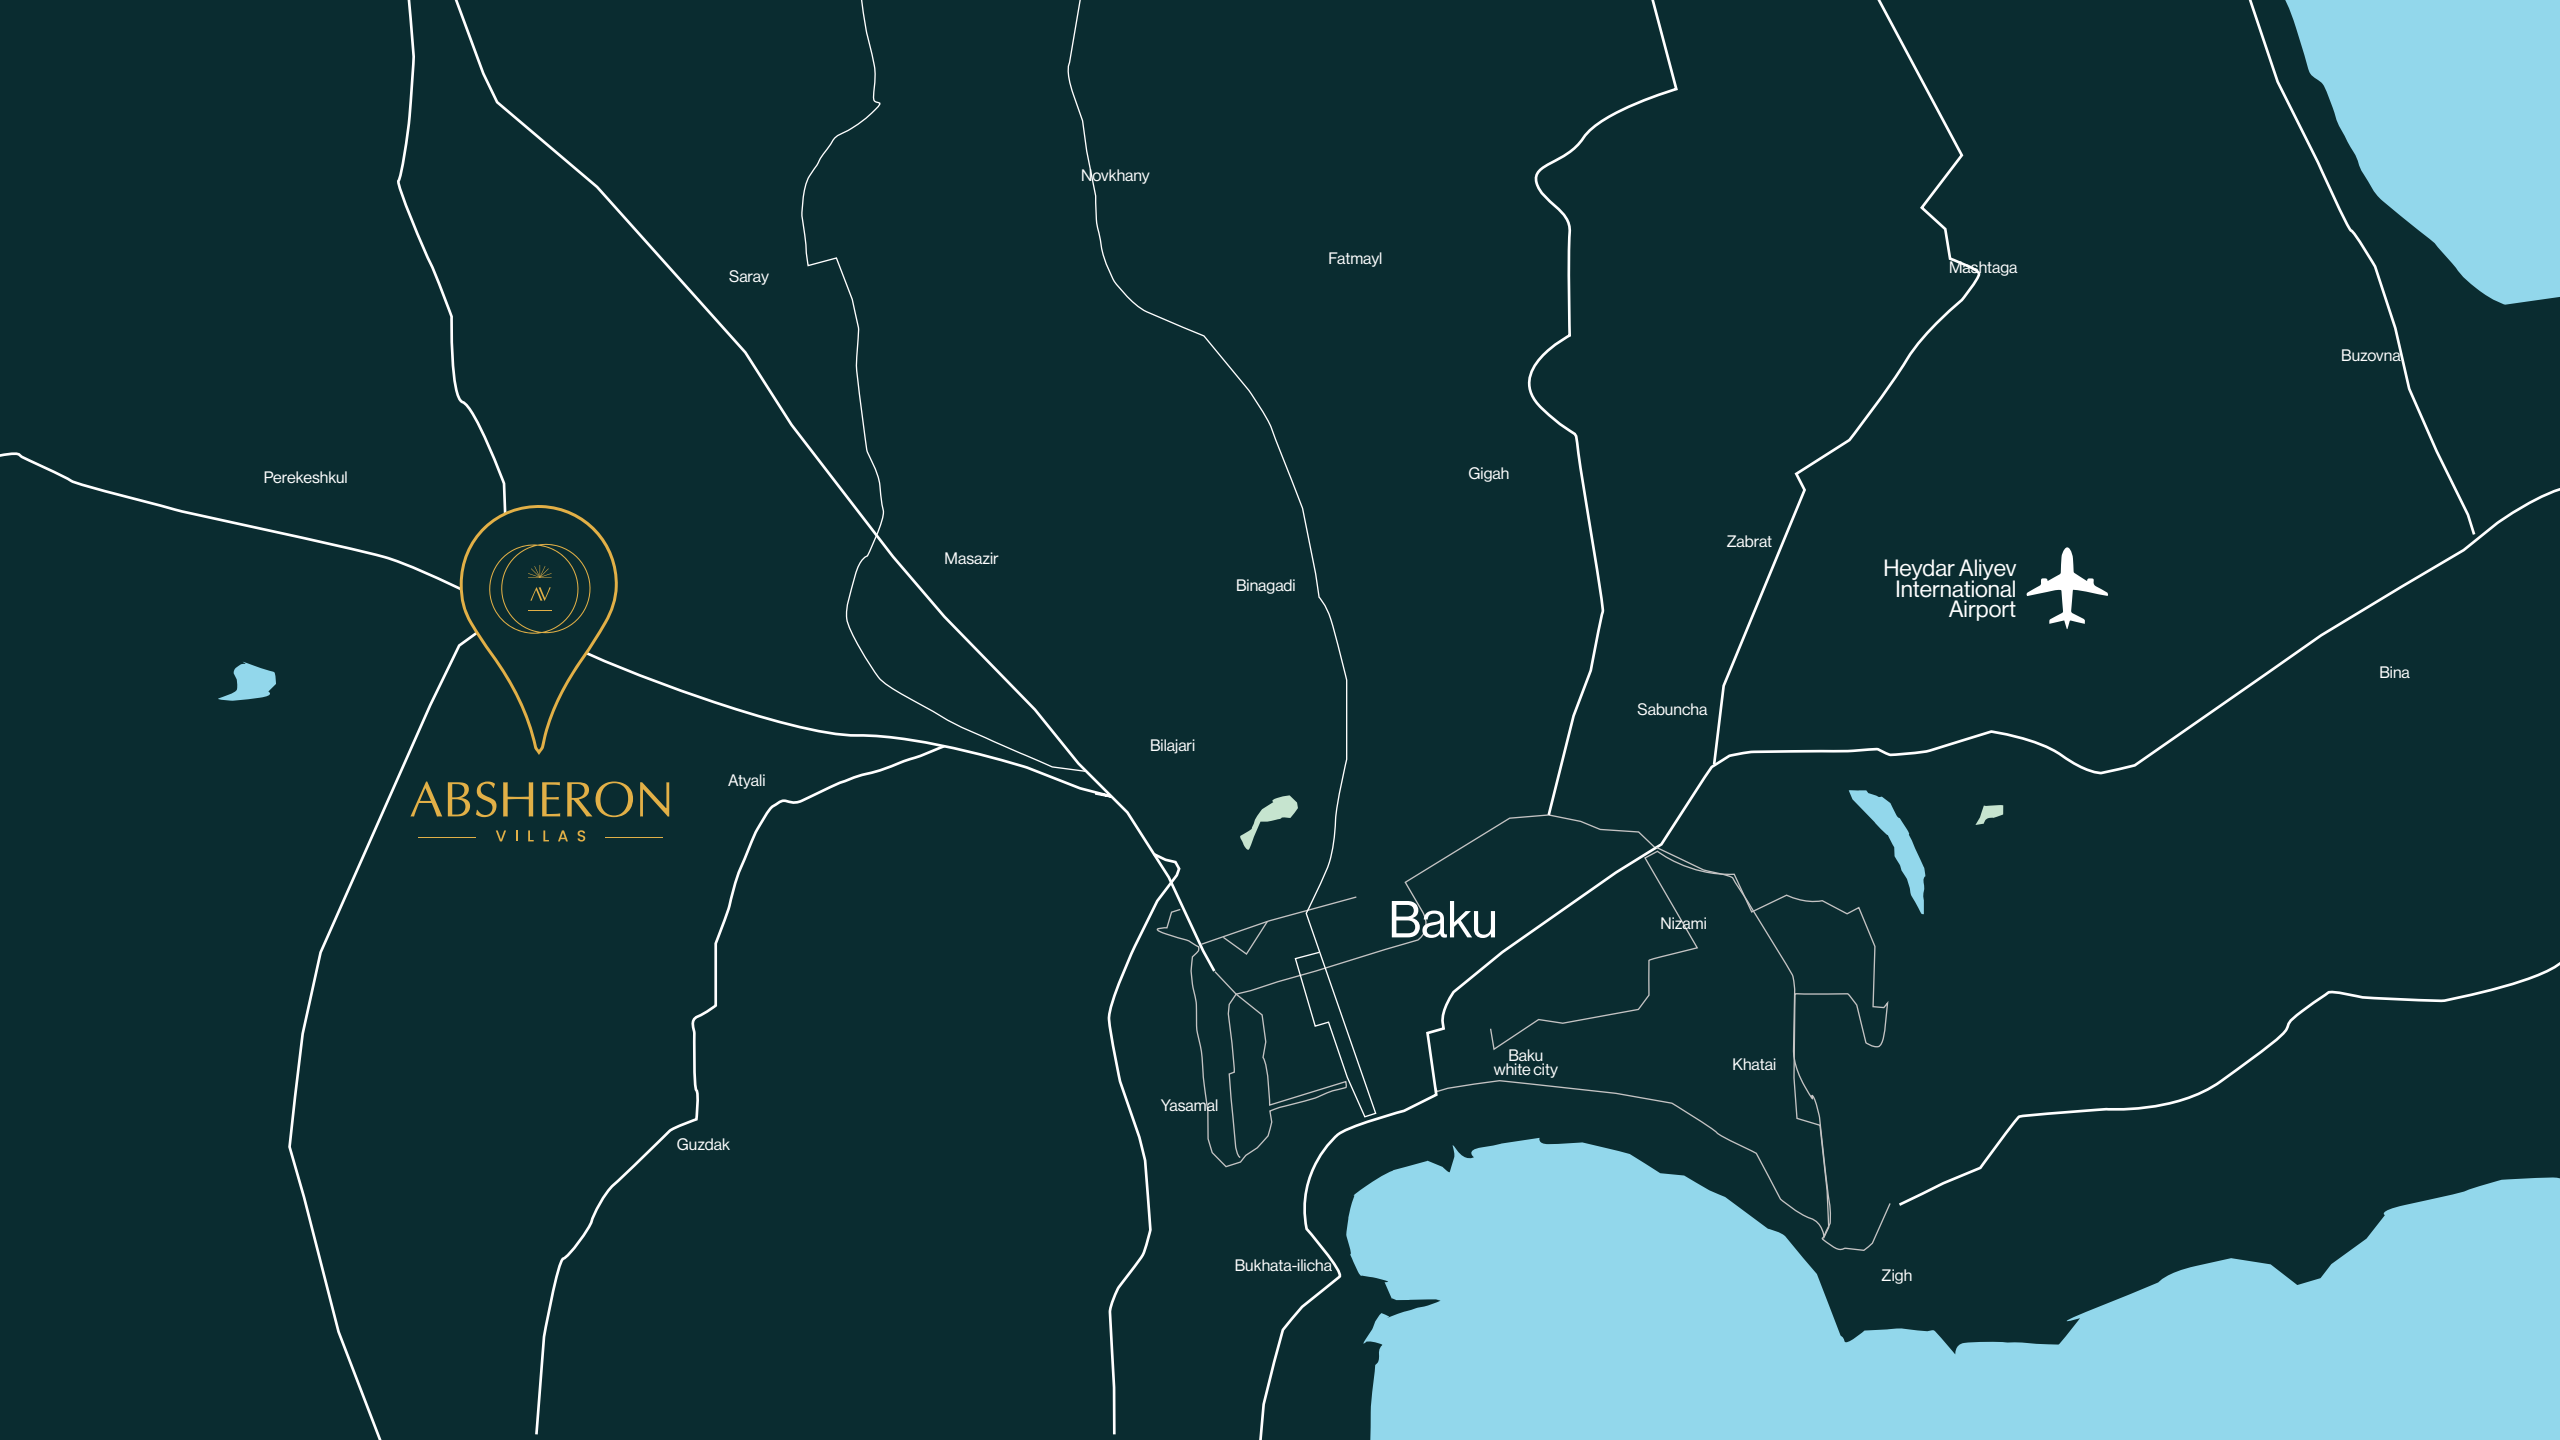 Novkhany
Fatmayl
Mashtaga
Saray
Buzovna
Perekeshkul
Gigah
Zabrat
Masazir
Binagadi
Heydar Aliyev
International
Airport
AV
Bina
Sabuncha
Bilajari
Atyali
ABSHERON
VILLAS
Baku
Nizami
Baku
white city
Khatai
Yasamal
Guzdak
Bukhata-ilicha
Zigh